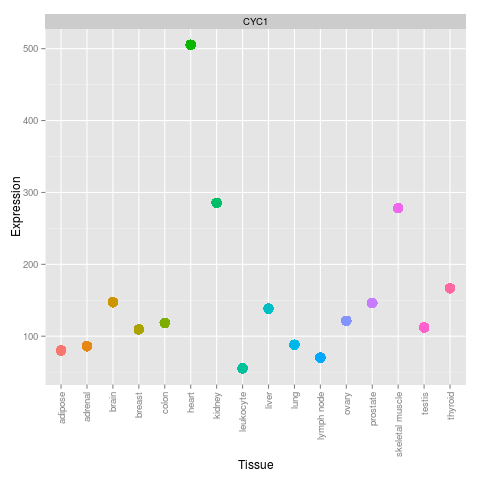 CYC1
500
400
300
200
100
Expression
adipose
adrenal
brain
breast
colon
heart
kidney
leukocyte
liver
lung
lymph node
ovary
prostate
skeletal muscle
testis
thyroid
Tissue